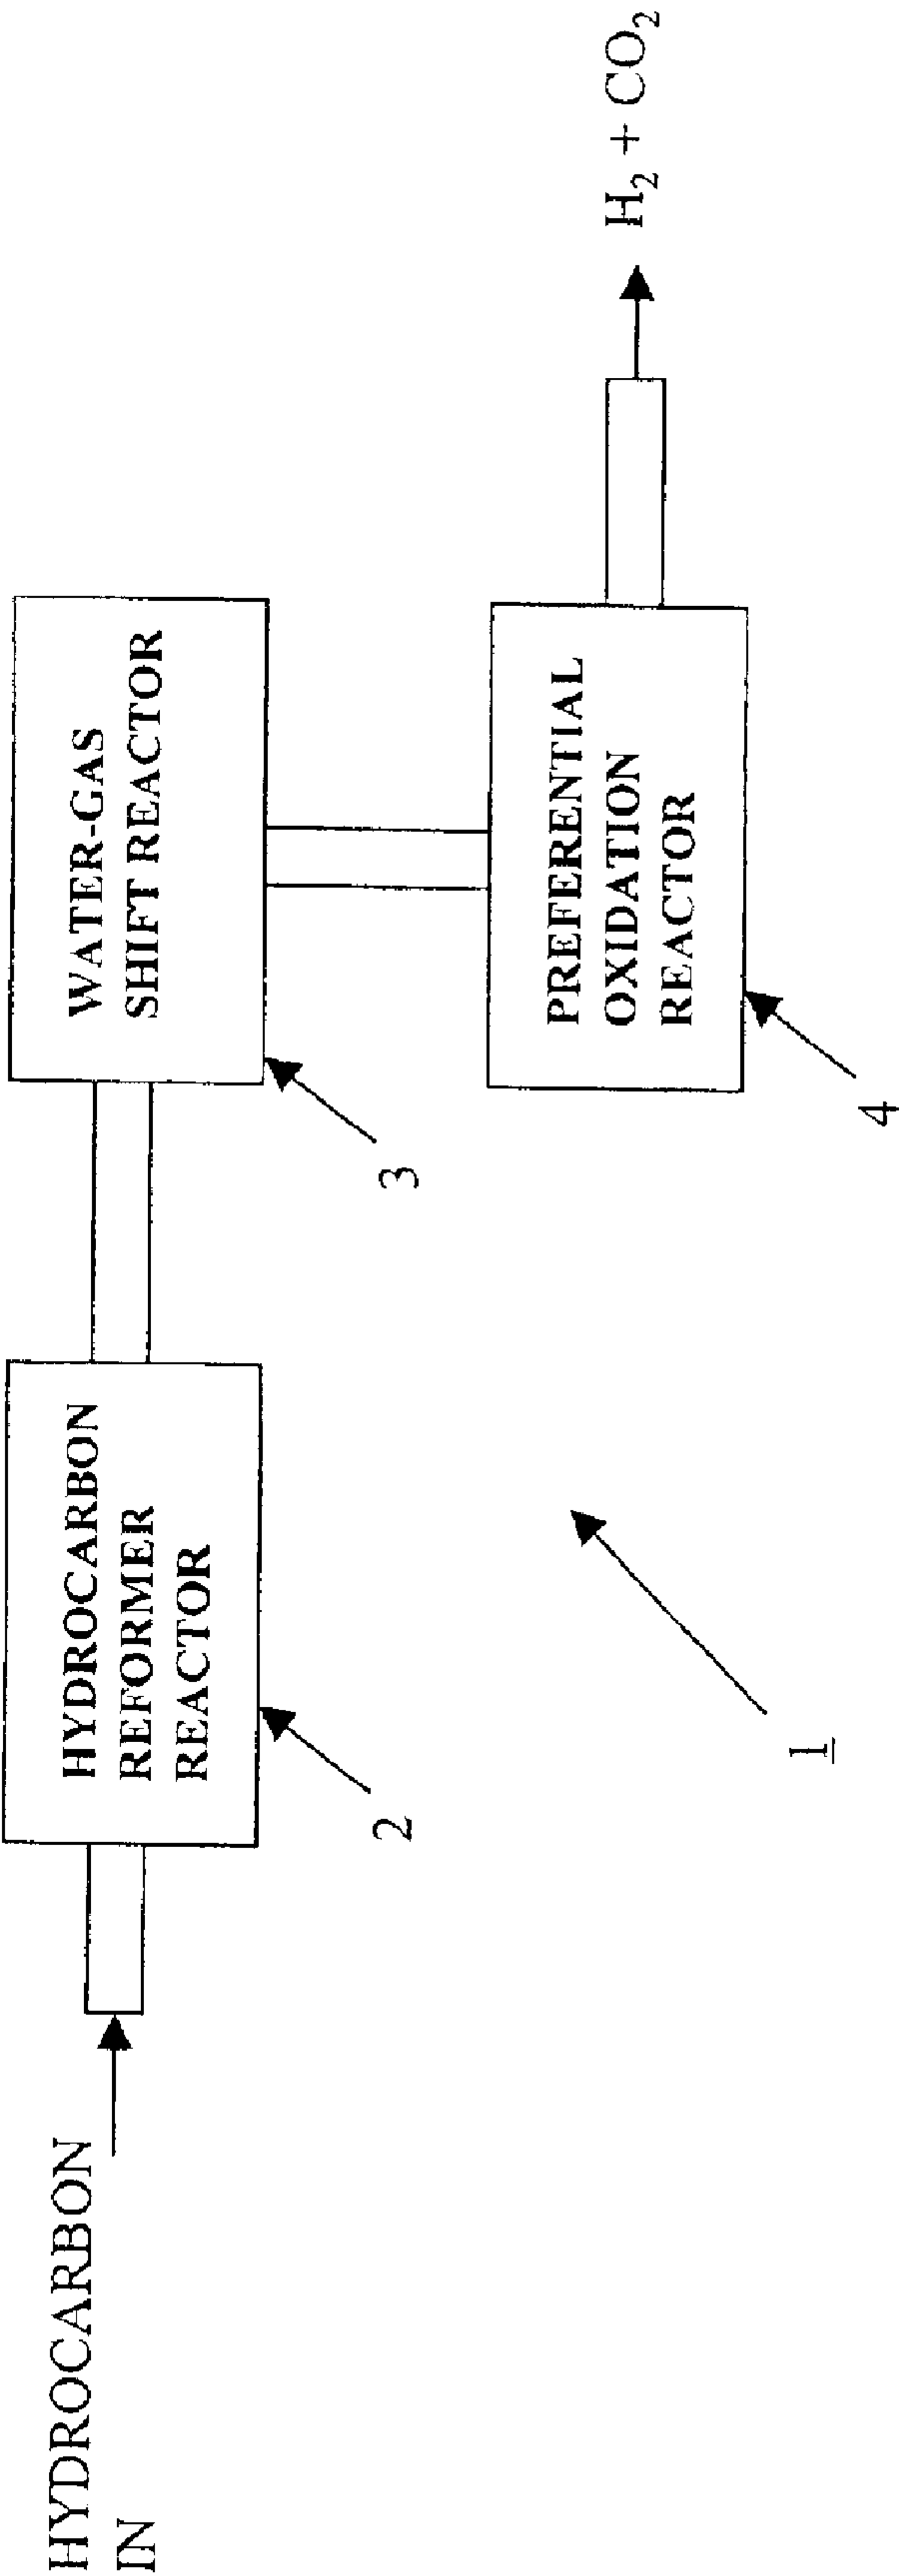 HYDROCARBON
IN
HYDROCARBON
REFORMER
REACTOR
2
WATER-GAS
SHIFT REACTOR
3
PREFERENTIAL
OXIDATION
REACTOR
4
H₂ + CO₂
1